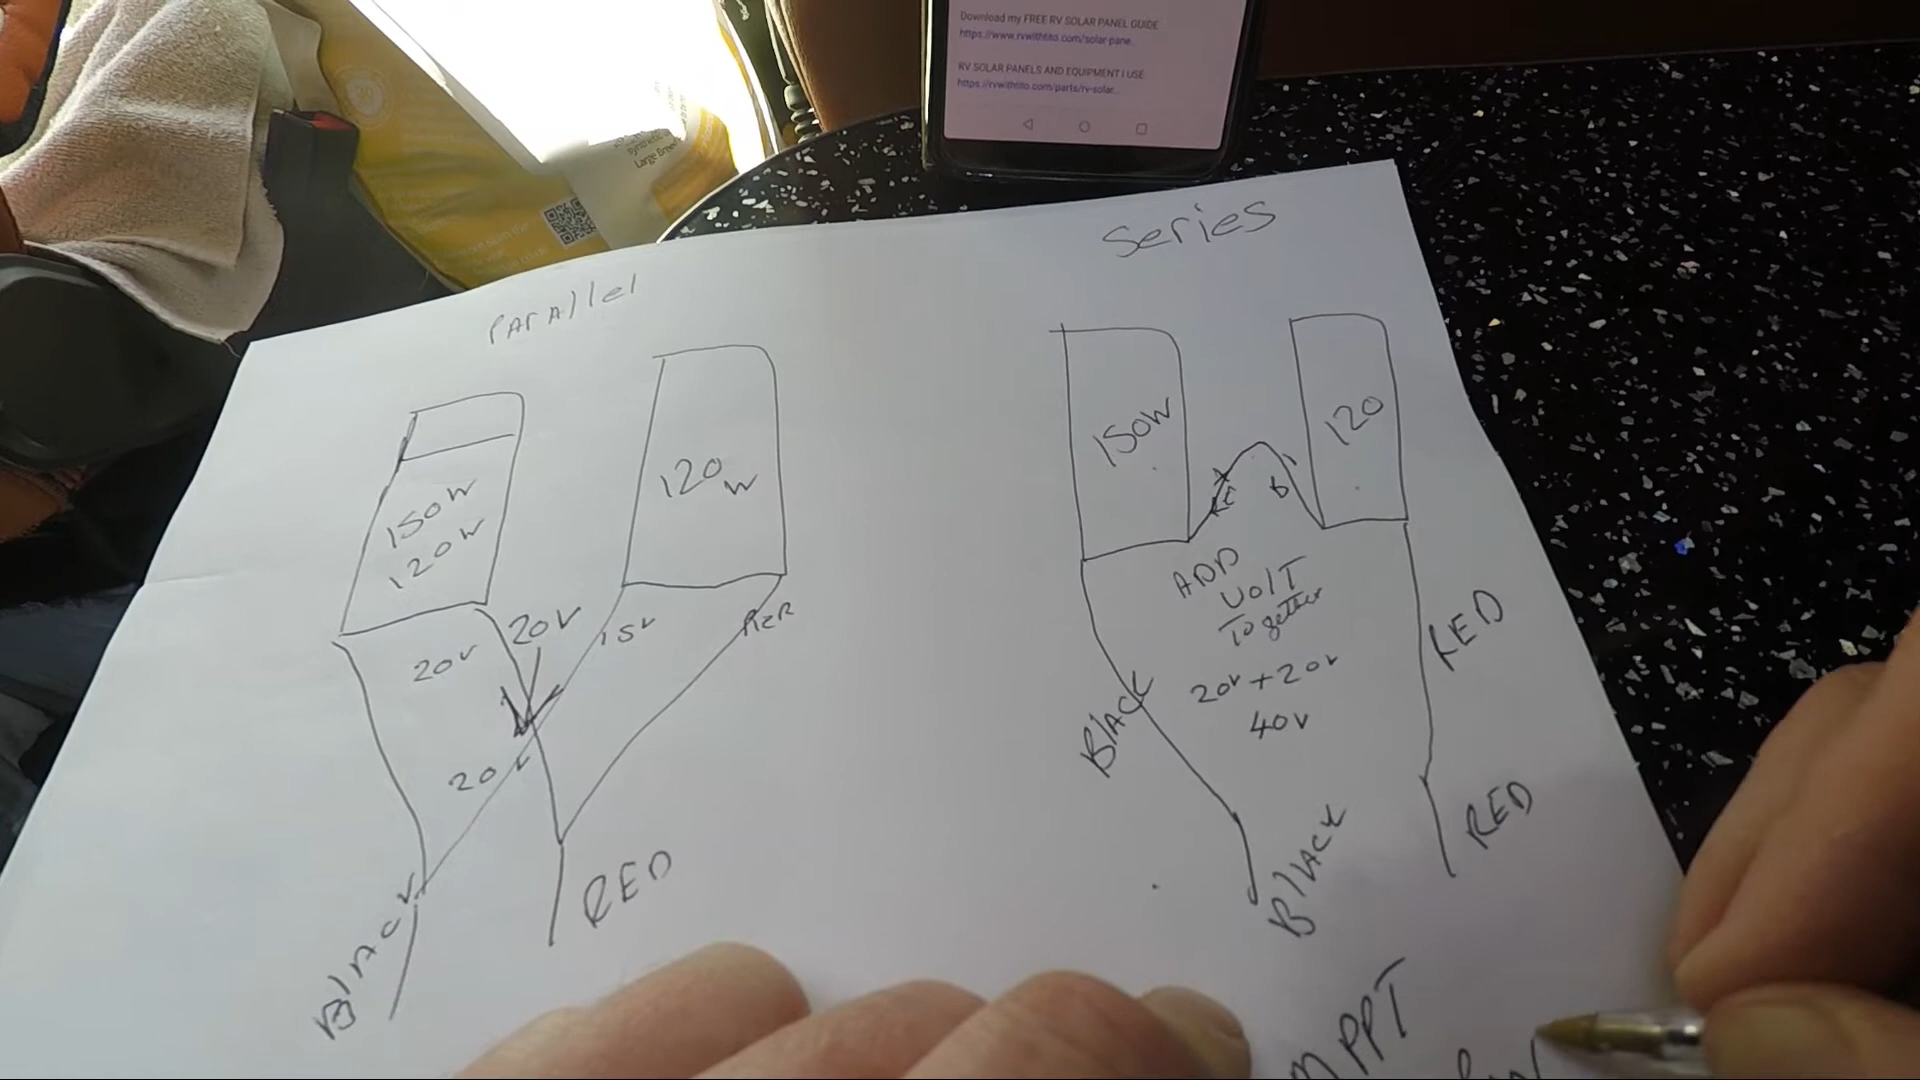 Download my FREE RV SOLAR PANEL GUIDE
https://www.rvwithtito.com/solar-pane...
RV SOLAR PANELS AND EQUIPMENT I USE
https://rvwithtito.com/parts/rv-solar...
Large Breed
Parallel
150W
120W
120W
20V
20V
15V
20V
Black
RED
Series
150W
120
ADD
VolT
Together
20V+20V
40V
Black
RED
Black
RED
MPPT